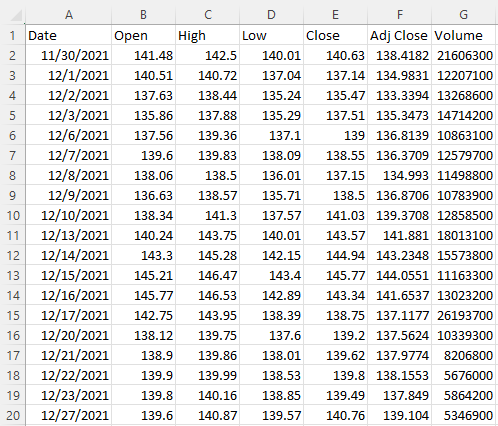 A B C D E F G
1 Date Open High Low Close Adj Close Volume
2 11/30/2021 141.48 142.5 140.01 140.63 138.4182 21606300
3 12/1/2021 140.51 140.72 137.04 137.14 134.9831 12207100
4 12/2/2021 137.63 138.44 135.24 135.47 133.3394 13268600
5 12/3/2021 135.86 137.88 135.29 137.51 135.3473 14714200
6 12/6/2021 137.56 139.36 137.1 139 136.8139 10863100
7 12/7/2021 139.6 139.83 138.09 138.55 136.3709 12579700
8 12/8/2021 138.06 138.5 136.01 137.15 134.993 11498800
9 12/9/2021 136.63 138.57 135.71 138.5 136.8706 10783900
10 12/10/2021 138.34 141.3 137.57 141.03 139.3708 12858500
11 12/13/2021 140.24 143.75 140.01 143.57 141.881 18013100
12 12/14/2021 143.3 145.28 142.15 144.94 143.2348 15573800
13 12/15/2021 145.21 146.47 143.4 145.77 144.0551 11163300
14 12/16/2021 145.77 146.53 142.89 143.34 141.6537 13023200
15 12/17/2021 142.75 143.95 138.39 138.75 137.1177 26193700
16 12/20/2021 138.12 139.75 137.6 139.2 137.5624 10339300
17 12/21/2021 138.9 139.86 138.01 139.62 137.9774 8206800
18 12/22/2021 139.9 139.99 138.53 139.8 138.1553 5676000
19 12/23/2021 139.8 140.16 138.85 139.49 137.849 5864200
20 12/27/2021 139.6 140.87 139.57 140.76 139.104 5346900